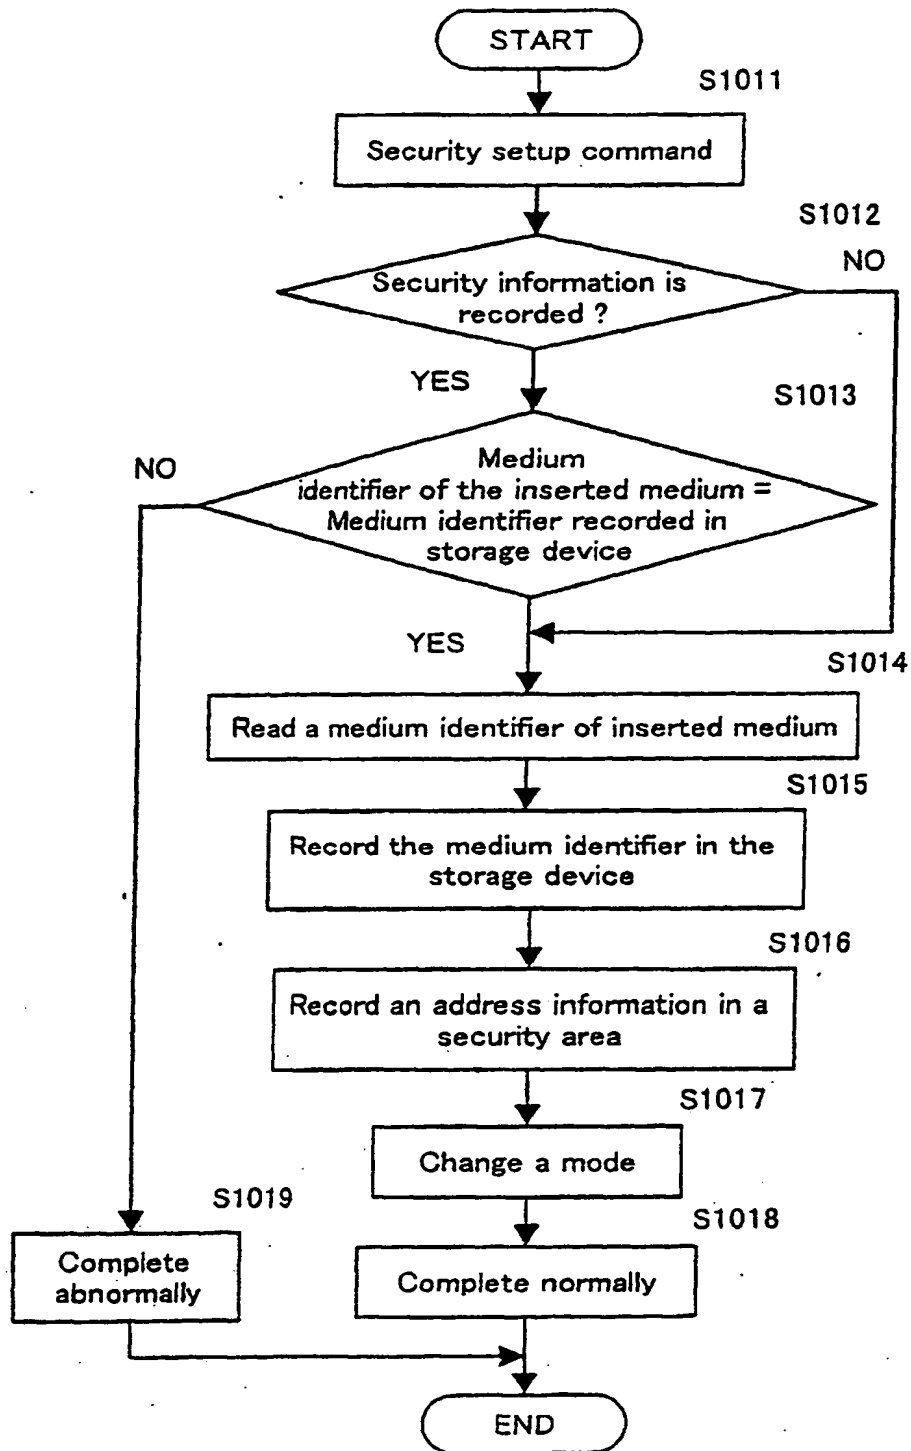 START
S1011
Security setup command
S1012
NO
Security information is
recorded ?
YES
S1013
NO
Medium
identifier of the inserted medium =
Medium identifier recorded in
storage device
YES
S1014
Read a medium identifier of inserted medium
S1015
Record the medium identifier in the
storage device
S1016
Record an address information in a
security area
S1017
Change a mode
S1019
S1018
Complete
abnormally
Complete normally
END